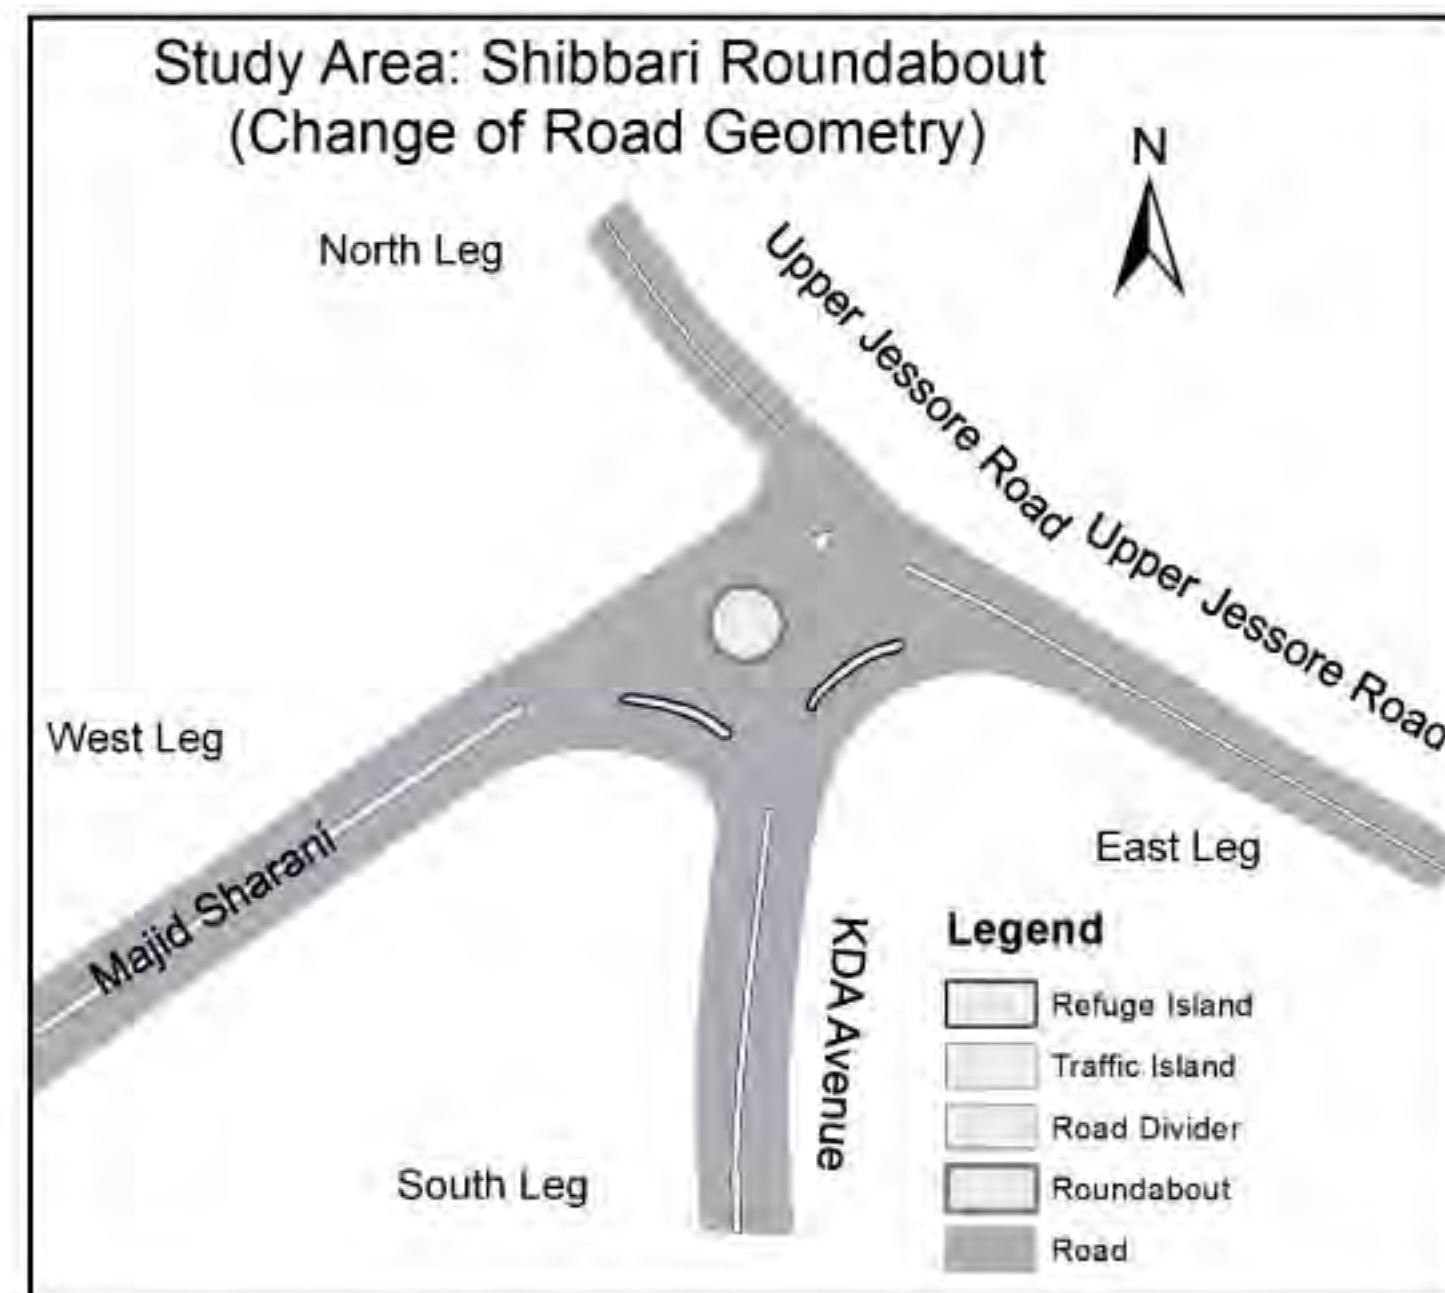 Study Area: Shibbari Roundabout
(Change of Road Geometry)
N
North Leg
Upper Jessore Road
Upper Jessore Road
West Leg
Majid Sharani
East Leg
KDA Avenue
South Leg
Legend
Refuge Island
Traffic Island
Road Divider
Roundabout
Road